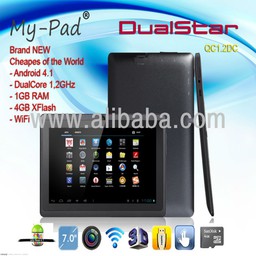 My-Pad®
DualStar
QC1.2DC
Brand NEW
Cheapes of the World
- Android 4.1
- DualCore 1,2GHz
- 1GB RAM
- 4GB XFlash
- WiFi
www.alibaba.com
7.0"
3D